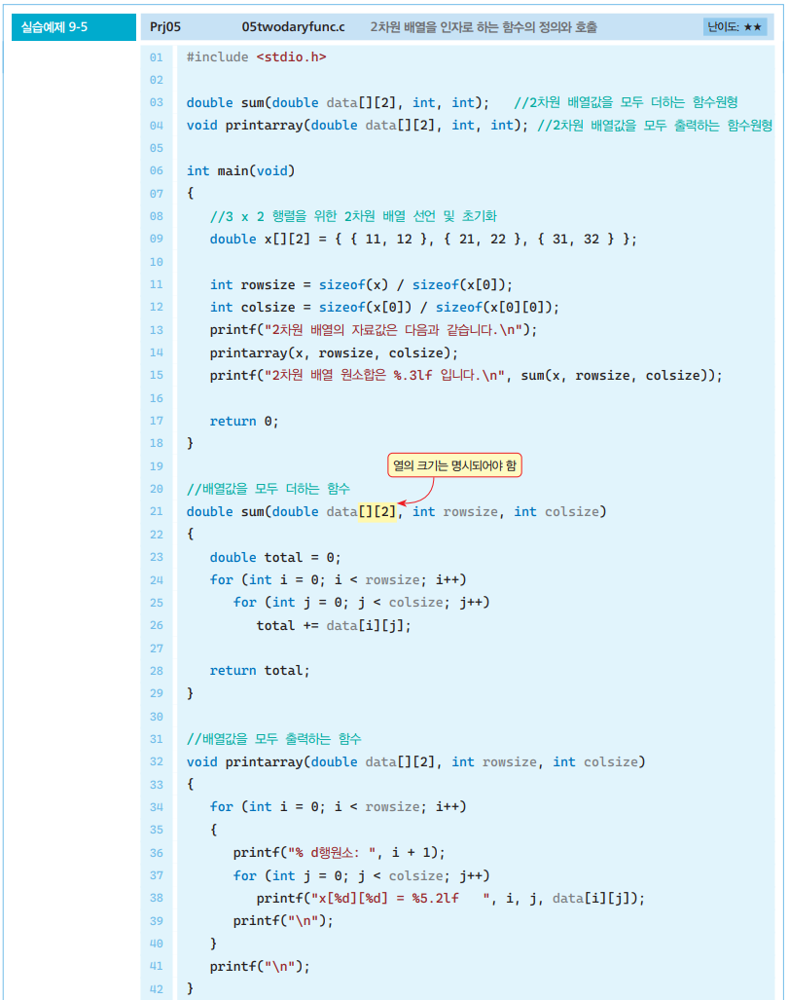 실습예제 9-5
Prj05 05twodaryfunc.c 2차원 배열을 인자로 하는 함수의 정의와 호출 난이도: ★★
01 #include <stdio.h>
02
03 double sum(double data[][2], int, int); //2차원 배열값을 모두 더하는 함수원형
04 void printarray(double data[][2], int, int); //2차원 배열값을 모두 출력하는 함수원형
05
06 int main(void)
07 {
08 //3 x 2 행렬을 위한 2차원 배열 선언 및 초기화
09 double x[][2] = { { 11, 12 }, { 21, 22 }, { 31, 32 } };
10
11 int rowsize = sizeof(x) / sizeof(x[0]);
12 int colsize = sizeof(x[0]) / sizeof(x[0][0]);
13 printf("2차원 배열의 자료값은 다음과 같습니다.\n");
14 printarray(x, rowsize, colsize);
15 printf("2차원 배열 원소합은 %.3lf 입니다.\n", sum(x, rowsize, colsize));
16
17 return 0;
18 }
19
열의 크기는 명시되어야 함
20 //배열값을 모두 더하는 함수
21 double sum(double data[][2], int rowsize, int colsize)
22 {
23 double total = 0;
24 for (int i = 0; i < rowsize; i++)
25 for (int j = 0; j < colsize; j++)
26 total += data[i][j];
27
28 return total;
29 }
30
31 //배열값을 모두 출력하는 함수
32 void printarray(double data[][2], int rowsize, int colsize)
33 {
34 for (int i = 0; i < rowsize; i++)
35 {
36 printf("% d행원소: ", i + 1);
37 for (int j = 0; j < colsize; j++)
38 printf("x[%d][%d] = %5.2lf   ", i, j, data[i][j]);
39 printf("\n");
40 }
41 printf("\n");
42 }